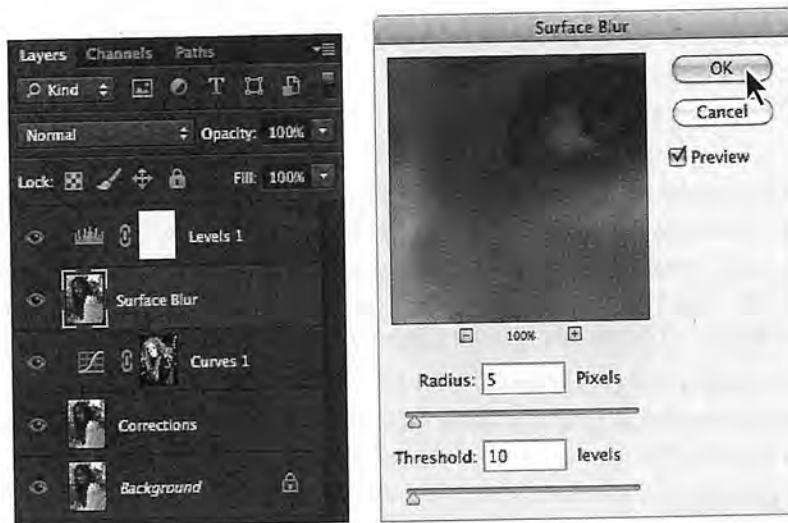 Layers Channels Paths
Kind T
Normal Opacity: 100%
Lock: Fill: 100%
Levels 1
Surface Blur
Curves 1
Corrections
Background
Surface Blur
OK
Cancel
Preview
100%
Radius: 5 Pixels
Threshold: 10 levels